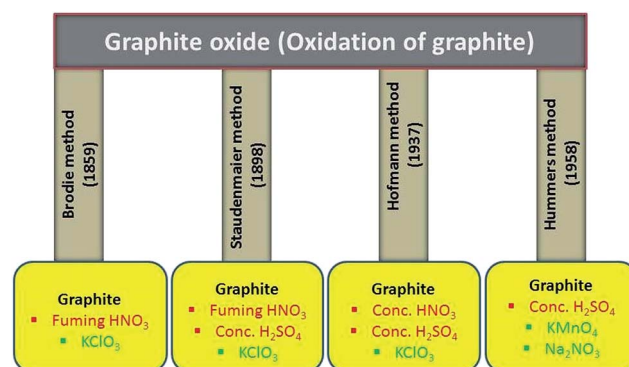 Graphite oxide (Oxidation of graphite)
Brodie method
(1859)
Staudenmaier method
(1898)
Hofmann method
(1937)
Hummers method
(1958)
Graphite
▪ Fuming HNO₃
▪ KClO₃
Graphite
▪ Fuming HNO₃
▪ Conc. H₂SO₄
▪ KClO₃
Graphite
▪ Conc. HNO₃
▪ Conc. H₂SO₄
▪ KClO₃
Graphite
▪ Conc. H₂SO₄
▪ KMnO₄
▪ Na₂NO₃